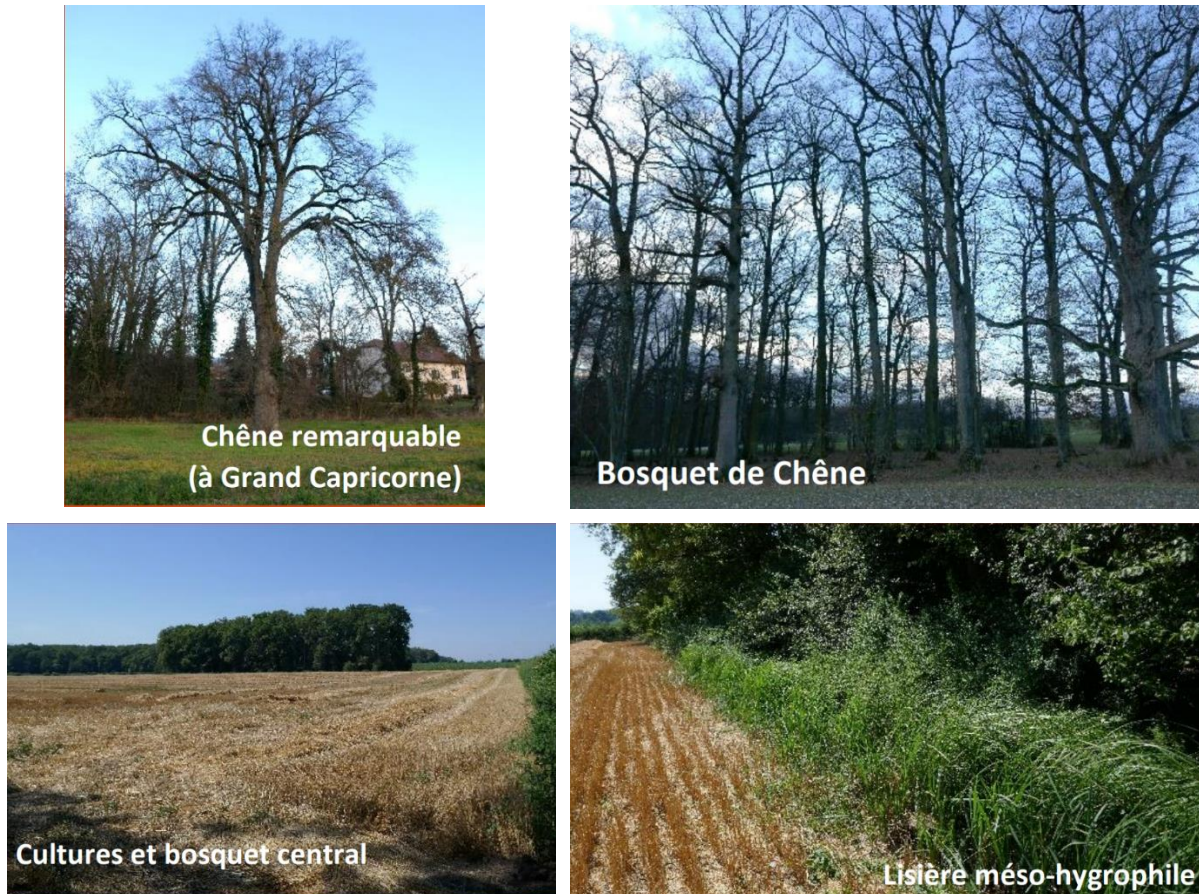 Chêne remarquable
(à Grand Capricorne)
Bosquet de Chêne
Cultures et bosquet central
Lisière méso-hygrophile